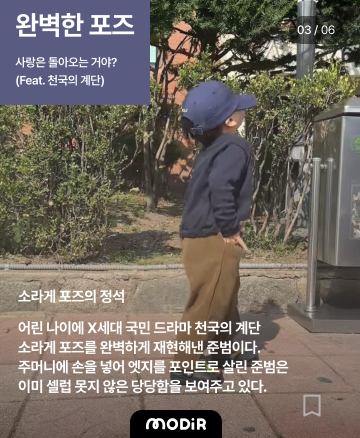 완벽한 포즈
03 / 06
사랑은 돌아오는 거야?
(Feat. 천국의 계단)
소라게 포즈의 정석
어린 나이에 X세대 국민 드라마 천국의 계단
소라게 포즈를 완벽하게 재현해낸 준범이다.
주머니에 손을 넣어 엣지를 포인트로 살린 준범은
이미 셀럽 못지 않은 당당함을 보여주고 있다.
MODiR